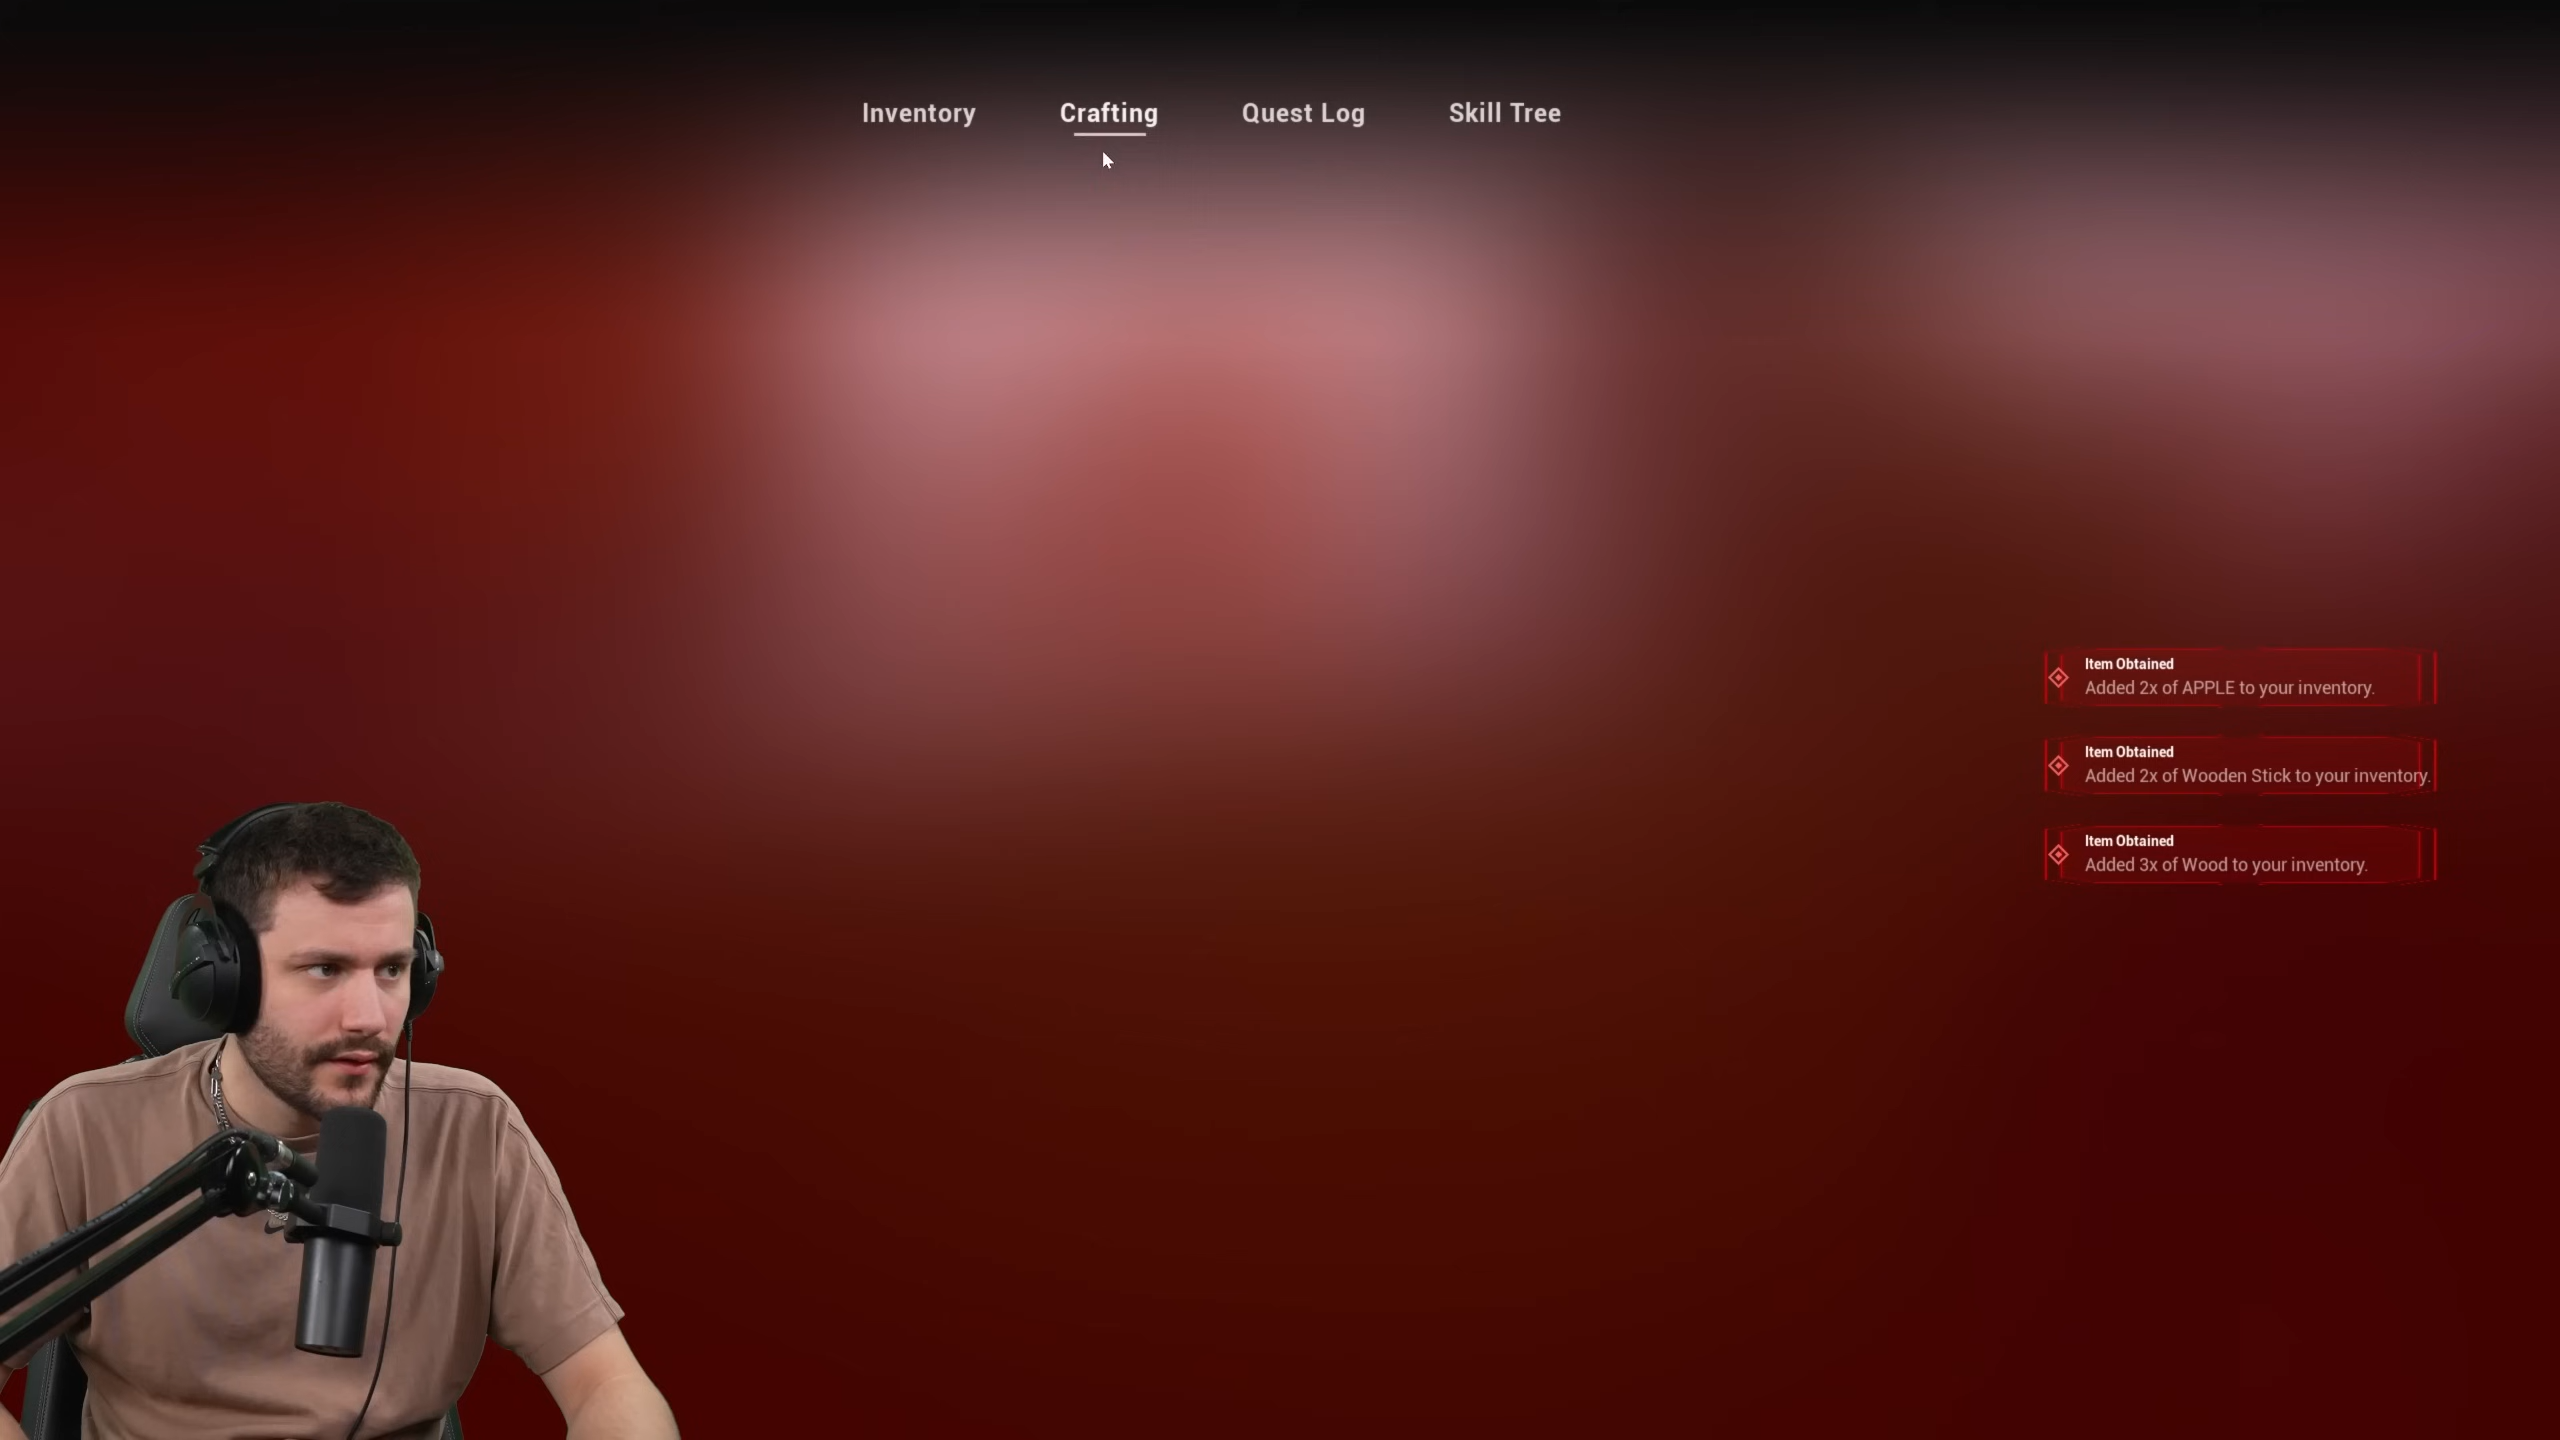 Inventory
Crafting
Quest Log
Skill Tree
Item Obtained
Added 2x of APPLE to your inventory.
Item Obtained
Added 2x of Wooden Stick to your inventory.
Item Obtained
Added 3x of Wood to your inventory.